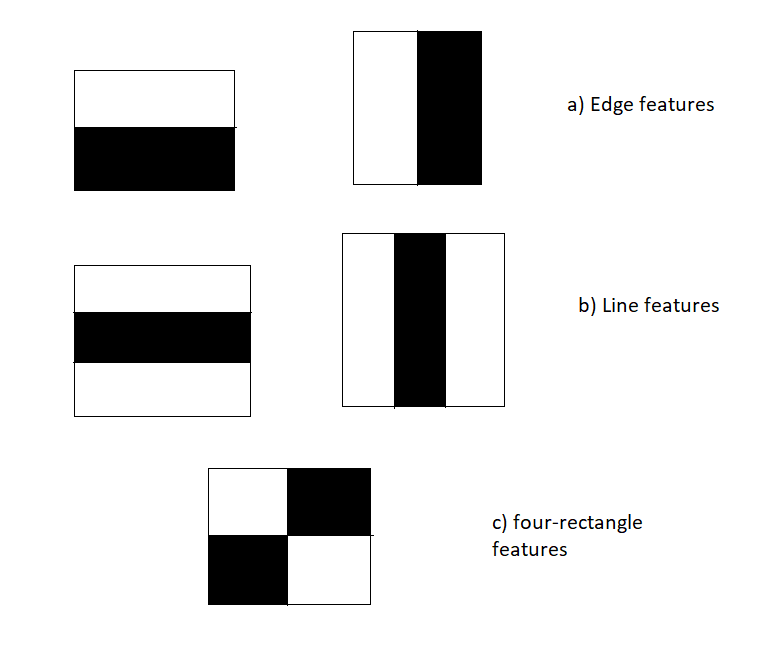 a) Edge features
b) Line features
c) four-rectangle
features